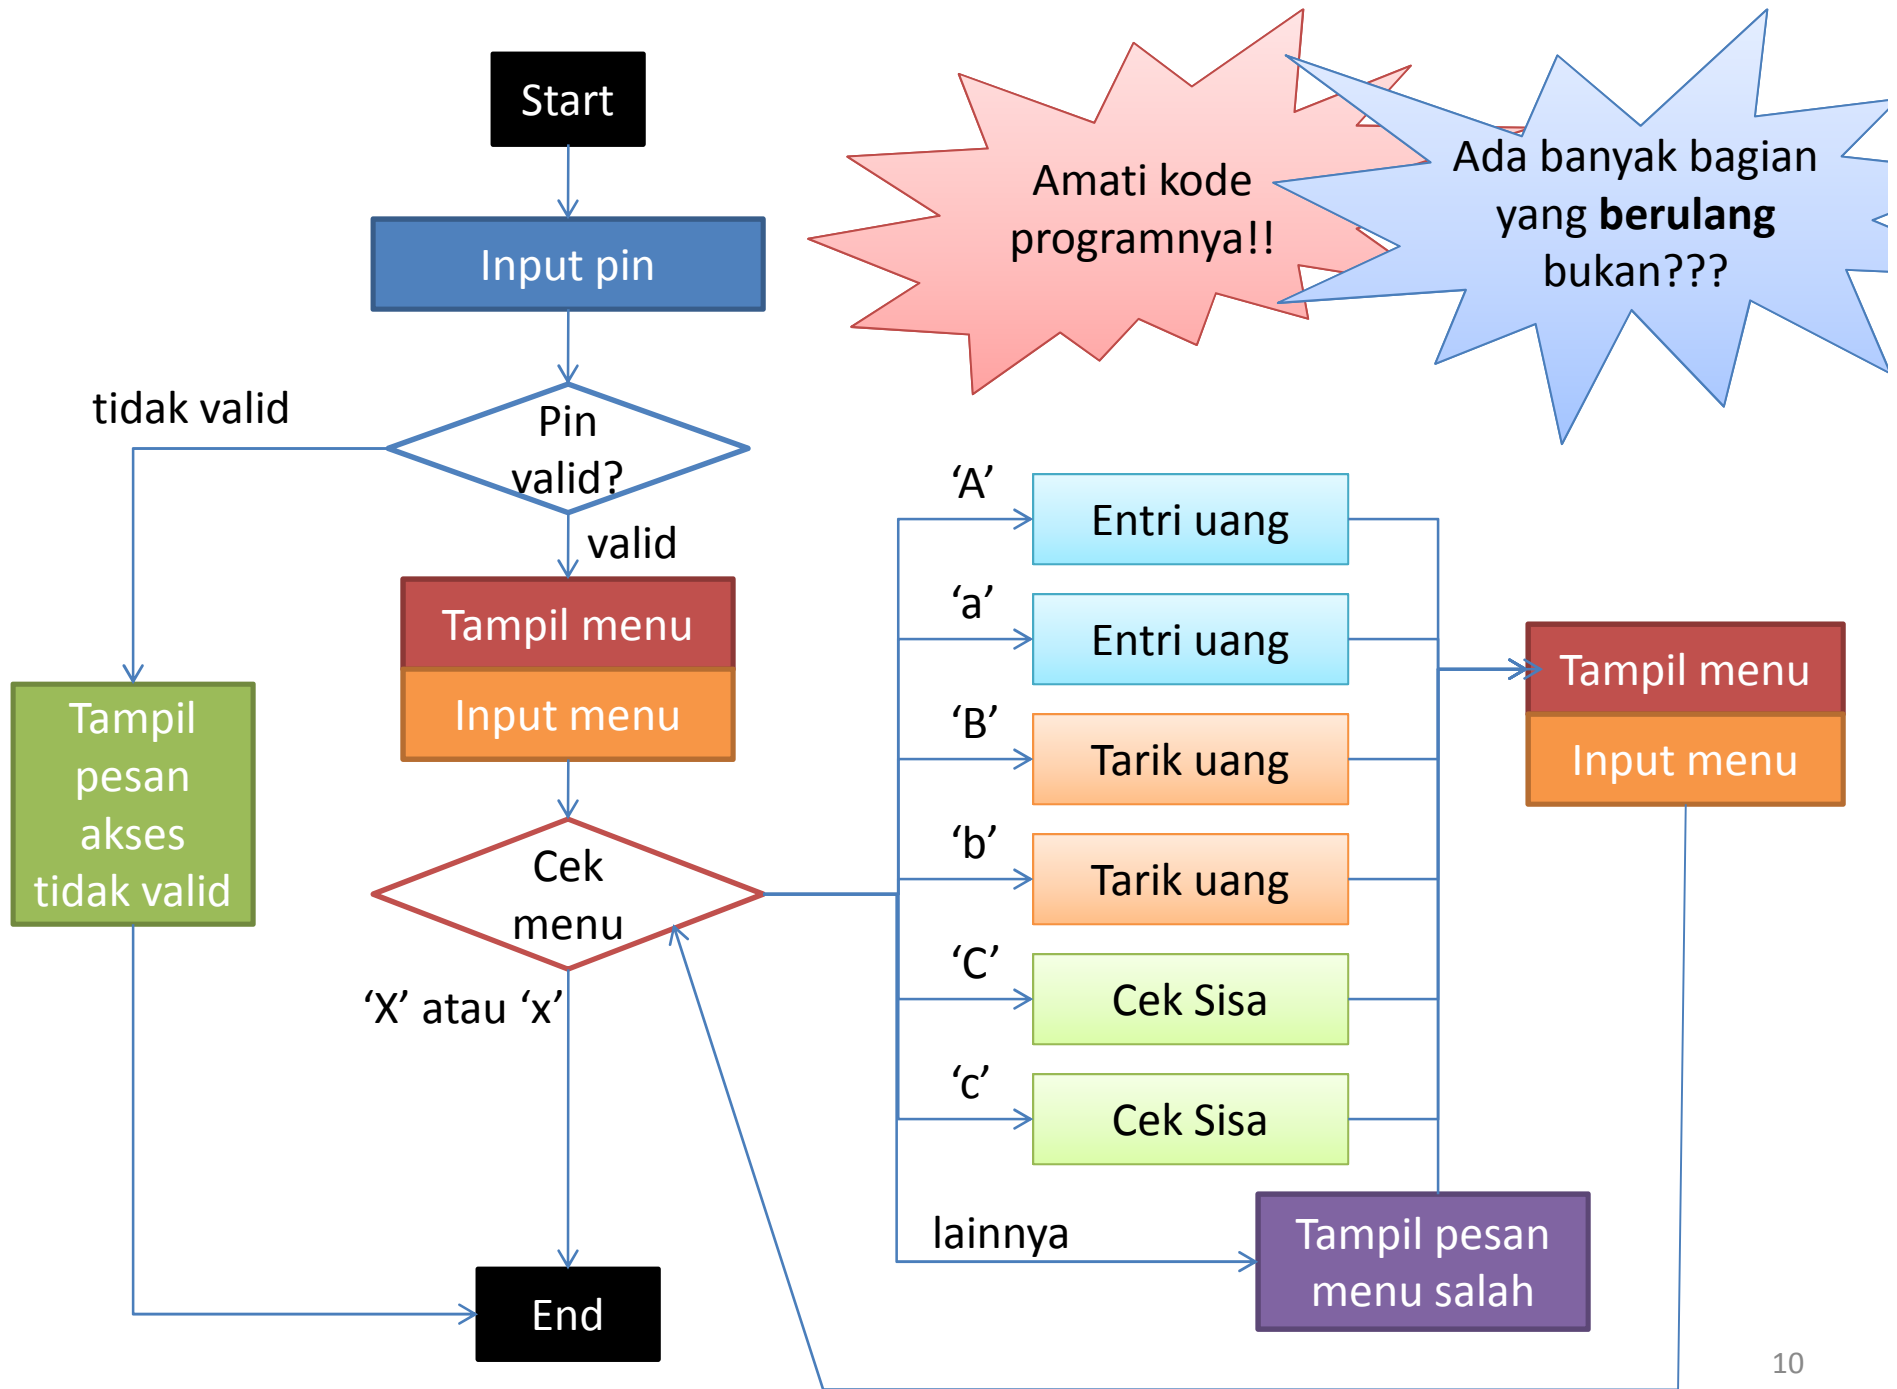 Start
Input pin
Amati kode
programnya!!
Ada banyak bagian
yang berulang
bukan???
tidak valid
Pin
valid?
valid
Tampil menu
Input menu
Tampil
pesan
akses
tidak valid
Cek
menu
‘X’ atau ‘x’
End
‘A’
Entri uang
‘a’
Entri uang
‘B’
Tarik uang
‘b’
Tarik uang
‘C’
Cek Sisa
‘c’
Cek Sisa
lainnya
Tampil pesan
menu salah
Tampil menu
Input menu
10